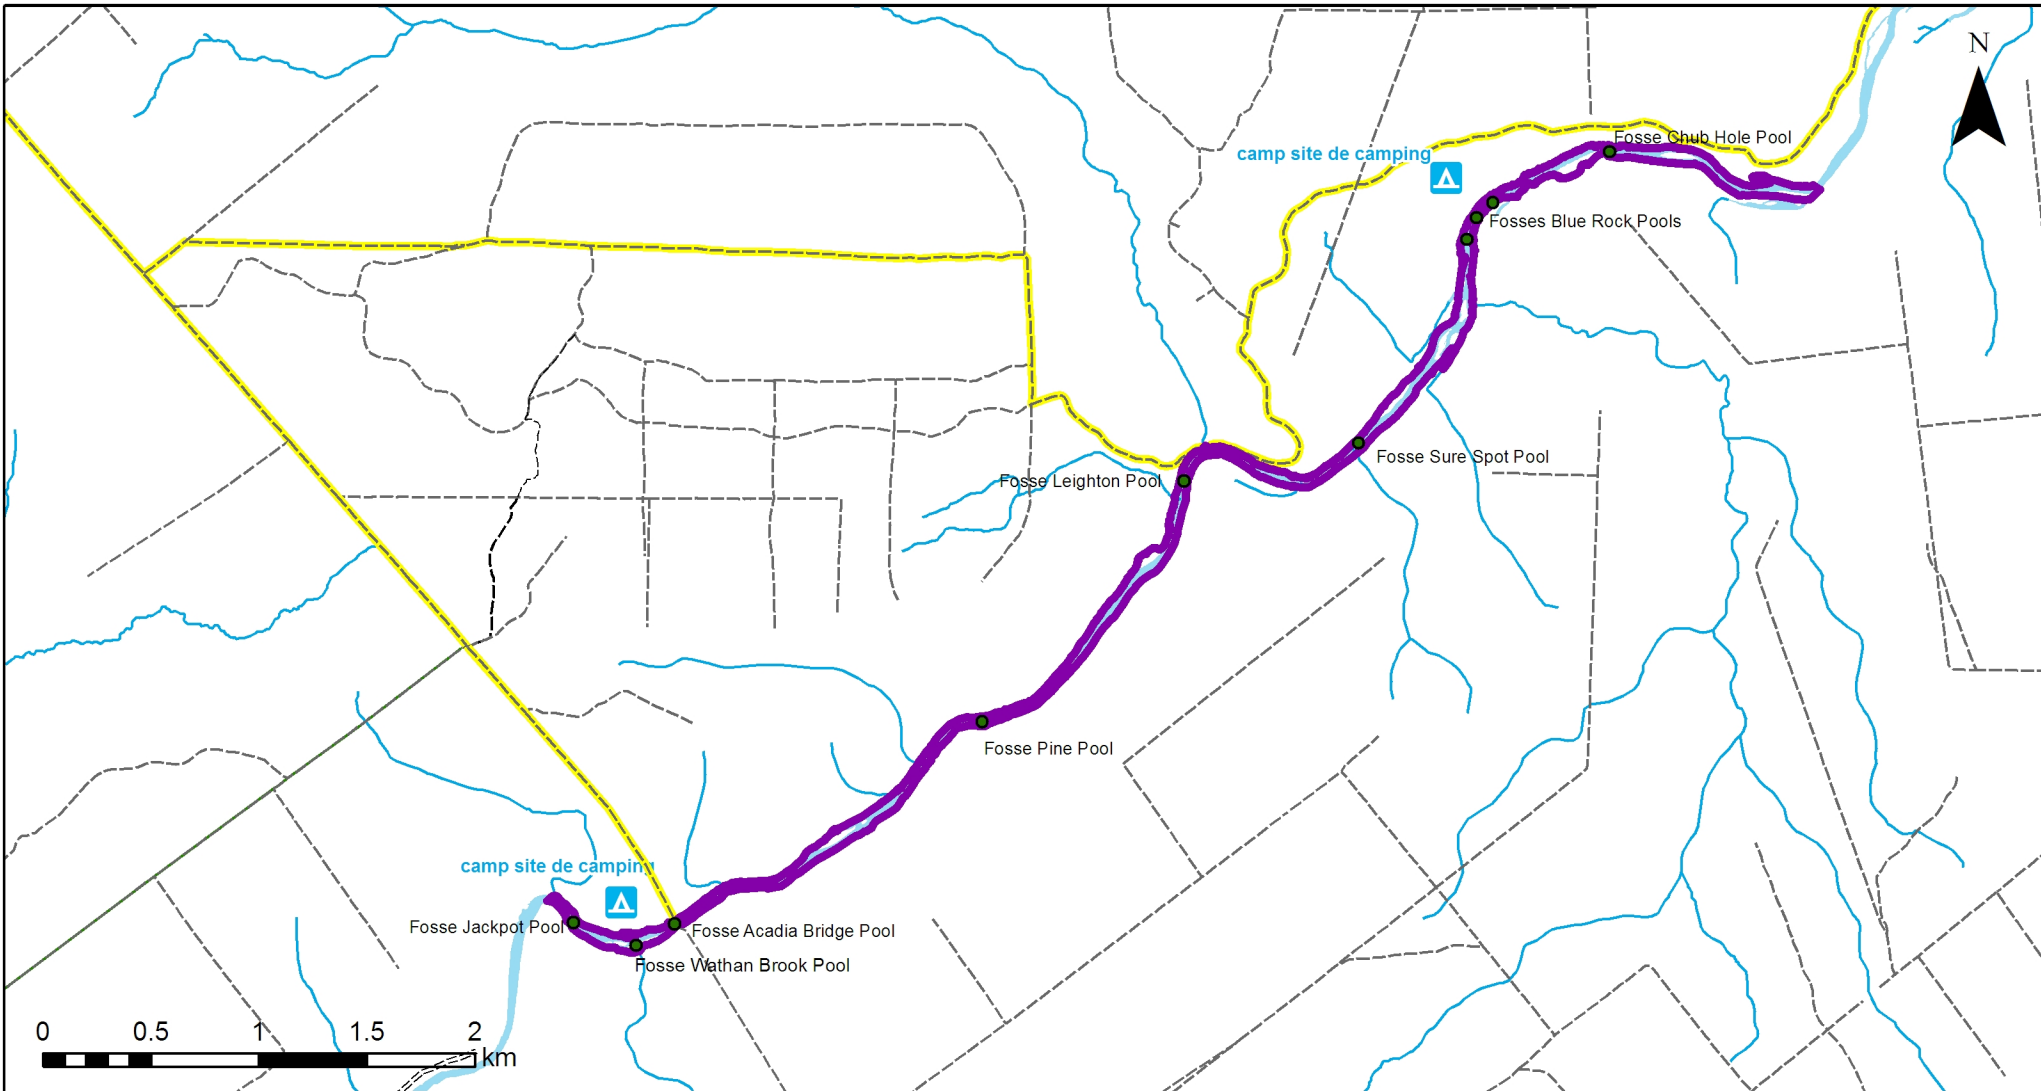 N
Fosse Chub Hole Pool
camp site de camping
Fosses Blue Rock Pools
Fosse Sure Spot Pool
Fosse Leighton Pool
Fosse Pine Pool
camp site de camping
Fosse Jackpot Pool
Fosse Acadia Bridge Pool
Fosse Wathan Brook Pool
0 0.5 1 1.5 2
km